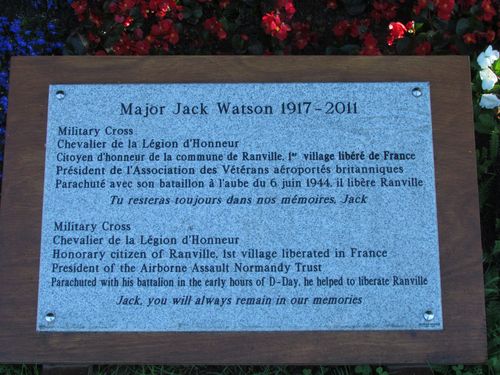 Major Jack Watson 1917-2011
Military Cross
Chevalier de la Légion d'Honneur
Citoyen d'honneur de la commune de Ranville, 1er village libéré de France
Président de l'Association des Vétérans aéroportés britanniques
Parachuté avec son bataillon à l'aube du 6 juin 1944, il libère Ranville
Tu resteras toujours dans nos mémoires, Jack
Military Cross
Chevalier de la Légion d'Honneur
Honorary citizen of Ranville, 1st village liberated in France
President of the Airborne Assault Normandy Trust
Parachuted with his battalion in the early hours of D-Day, he helped to liberate Ranville
Jack, you will always remain in our memories